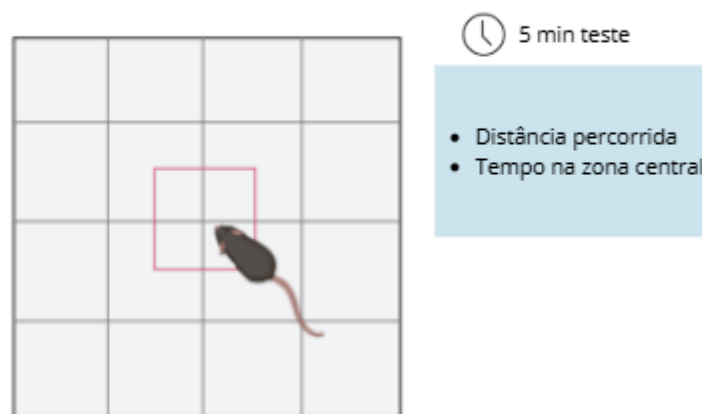 5 min teste
• Distância percorrida
• Tempo na zona central